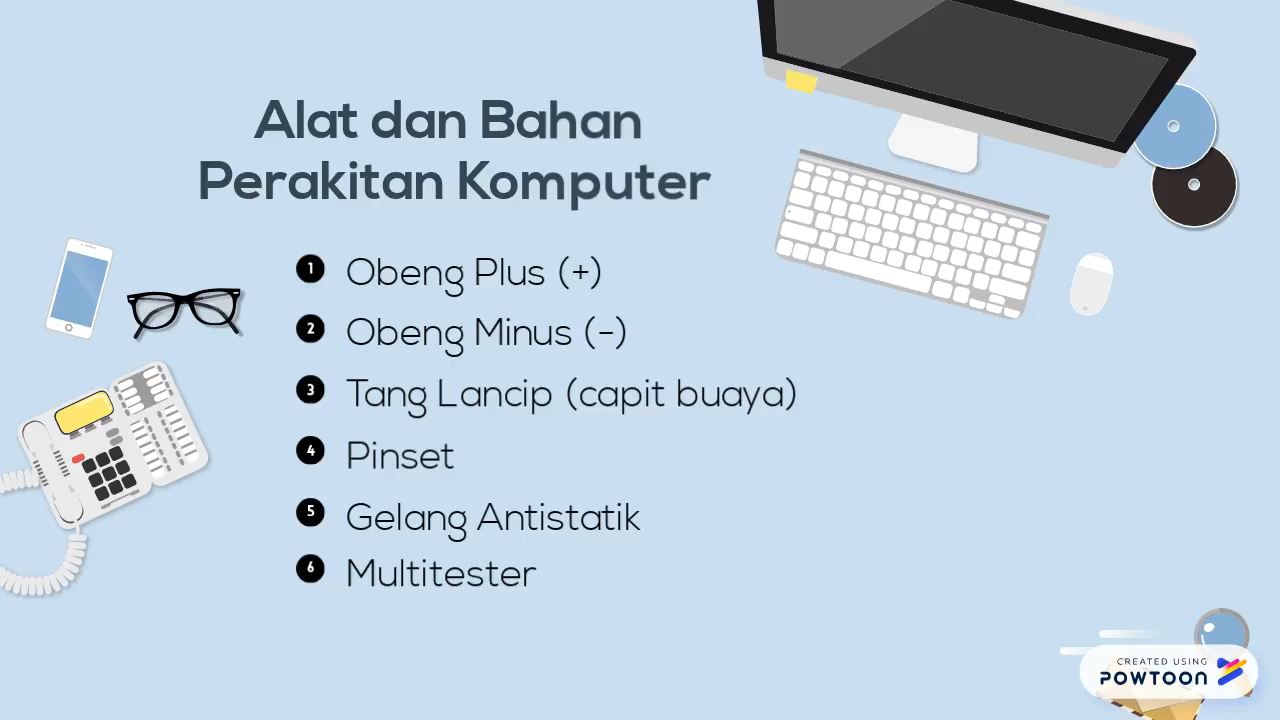 Alat dan Bahan
Perakitan Komputer
1 Obeng Plus (+)
2 Obeng Minus (-)
3 Tang Lancip (capit buaya)
4 Pinset
5 Gelang Antistatik
6 Multitester
CREATED USING
POWTOON